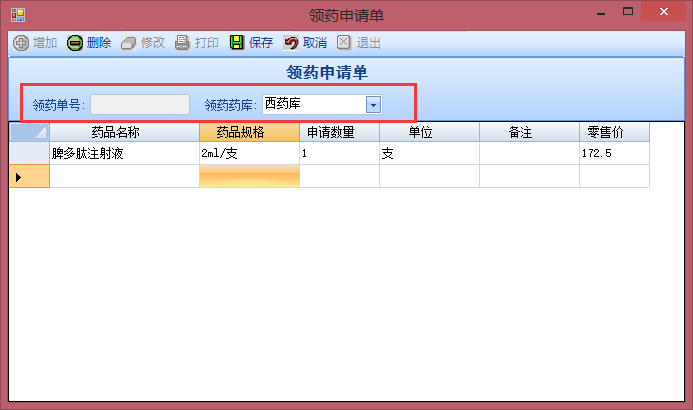 领药申请单
增加 删除 修改 打印 保存 取消 退出
领药申请单
领药单号: 领药药库: 西药库
药品名称 药品规格 申请数量 单位 备注 零售价
脾多肽注射液 2ml/支 1 支 172.5